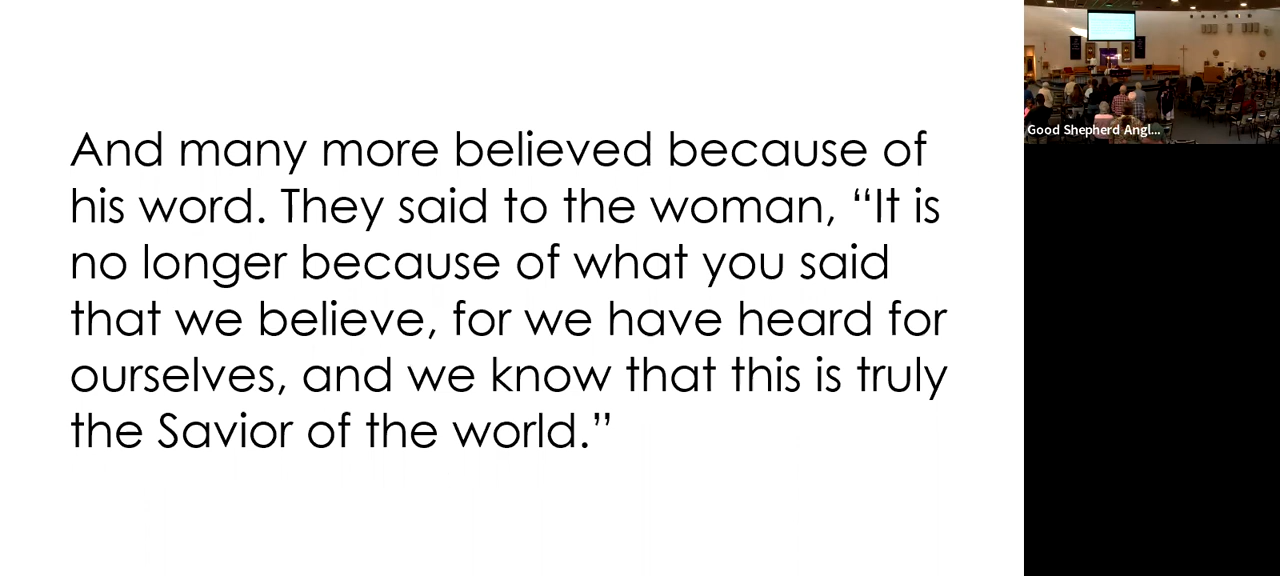 And many more believed because of
his word. They said to the woman, “It is
no longer because of what you said
that we believe, for we have heard for
ourselves, and we know that this is truly
the Savior of the world.”
Good Shepherd Angl...